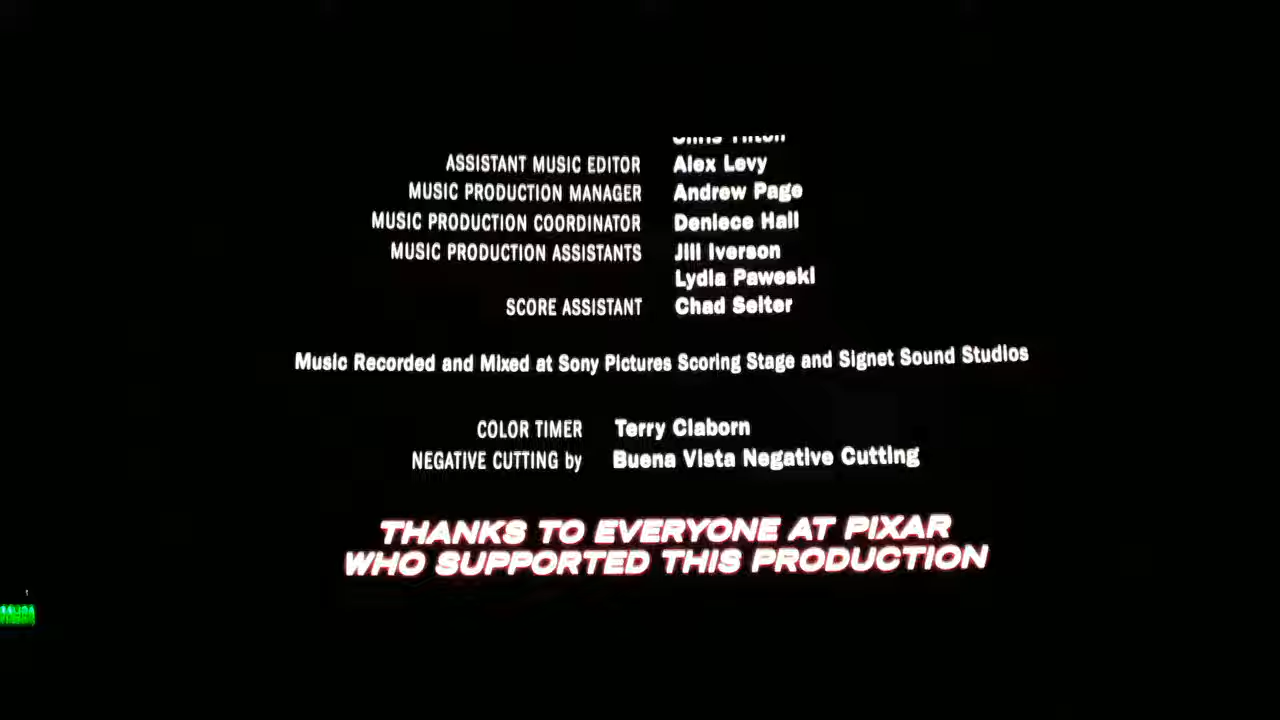 ASSISTANT MUSIC EDITOR Alex Levy
MUSIC PRODUCTION MANAGER Andrew Page
MUSIC PRODUCTION COORDINATOR Deniece Hall
MUSIC PRODUCTION ASSISTANTS Jill Iverson
Lydia Paweski
SCORE ASSISTANT Chad Seiter
Music Recorded and Mixed at Sony Pictures Scoring Stage and Signet Sound Studios
COLOR TIMER Terry Claborn
NEGATIVE CUTTING by Buena Vista Negative Cutting
THANKS TO EVERYONE AT PIXAR
WHO SUPPORTED THIS PRODUCTION